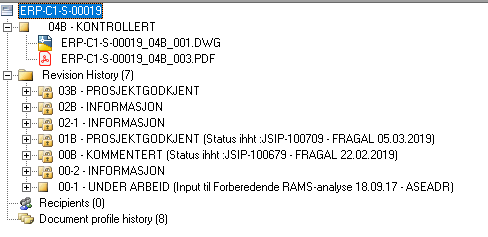 ERP-C1-S-00019
04B - KONTROLLERT
ERP-C1-S-00019_04B_001.DWG
ERP-C1-S-00019_04B_003.PDF
Revision History (7)
03B - PROSJEKTGODKJENT
02B - INFORMASJON
02-1 - INFORMASJON
01B - PROSJEKTGODKJENT (Status ihht :JSIP-100709 - FRAGAL 05.03.2019)
00B - KOMMENTERT (Status ihht :JSIP-100679 - FRAGAL 22.02.2019)
00-2 - INFORMASJON
00-1 - UNDER ARBEID (Input til Forberedende RAMS-analyse 18.09.17 - ASEADR)
Recipients (0)
Document profile history (8)